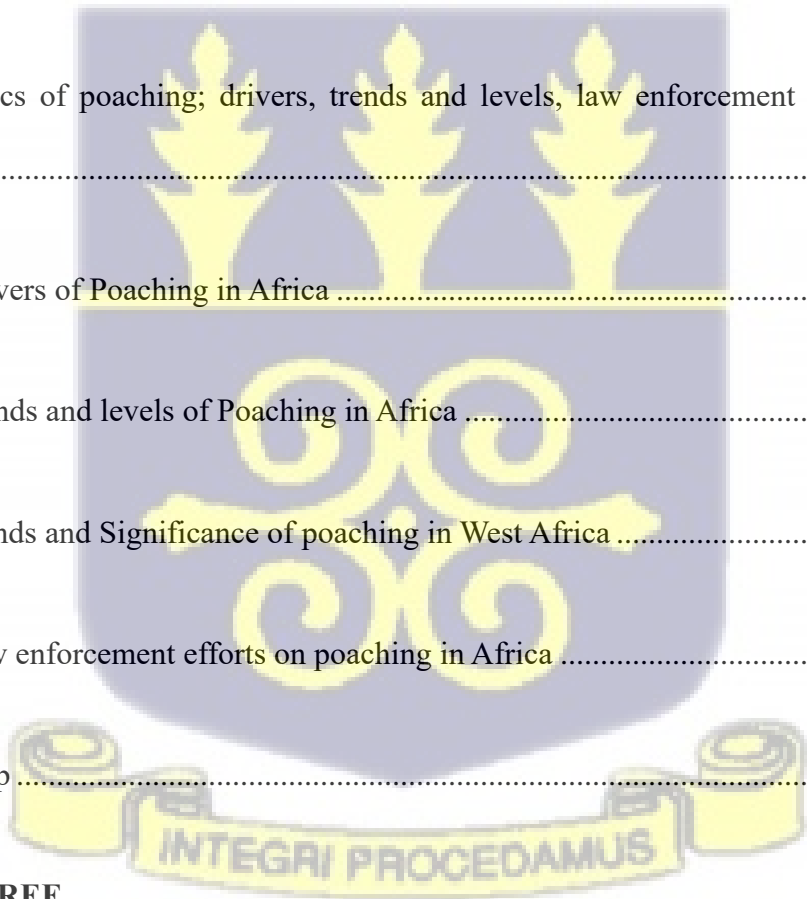 cs of poaching; drivers, trends and levels, law enforcement
................................................................................
vers of Poaching in Africa ................................................
nds and levels of Poaching in Africa ...................................
nds and Significance of poaching in West Africa ...................
v enforcement efforts on poaching in Africa .........................
p ................................................................................
INTEGRI PROCEDAMUS
REE